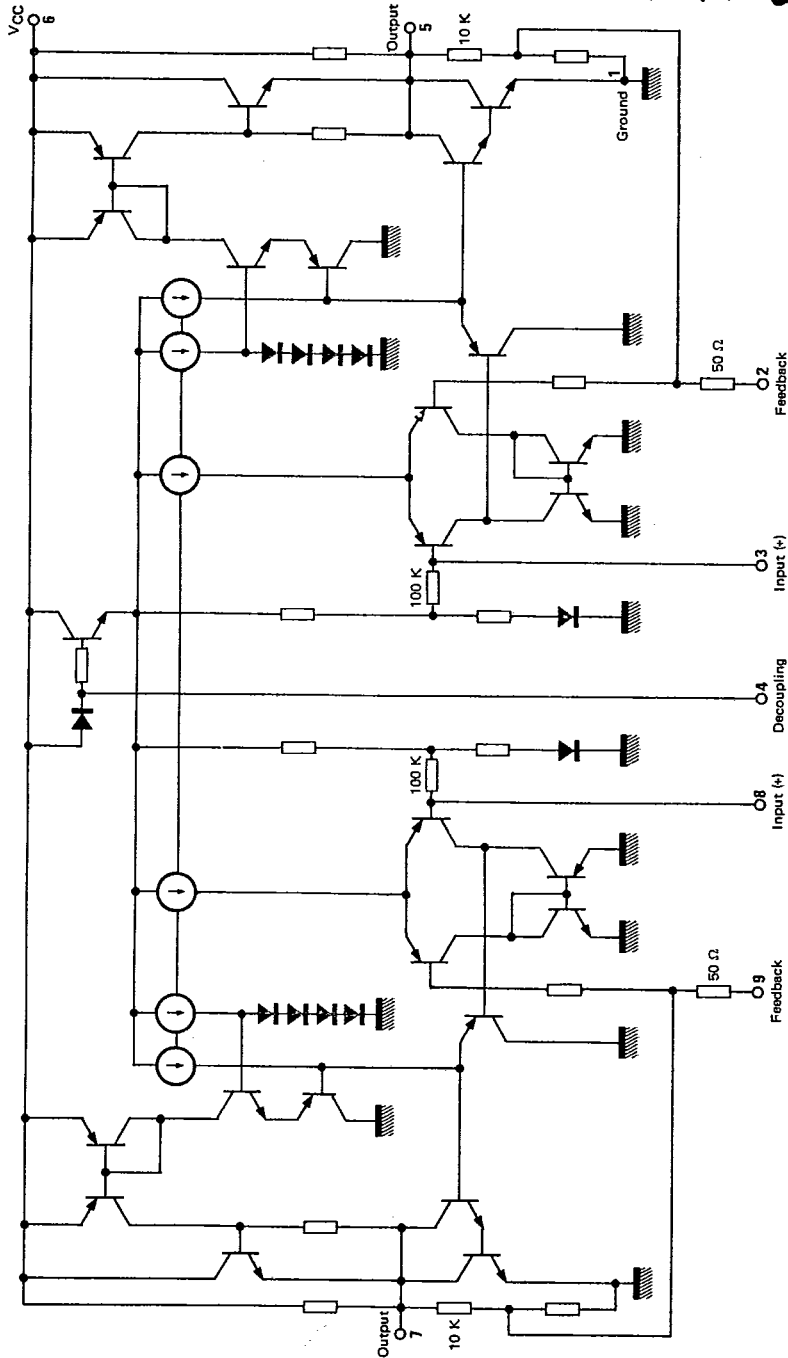 VCC
6
Output
5
10 K
Ground
1
50 Ω
2
Feedback
100 K
3
Input (+)
4
Decoupling
100 K
8
Input (+)
50 Ω
9
Feedback
Output
7
10 K